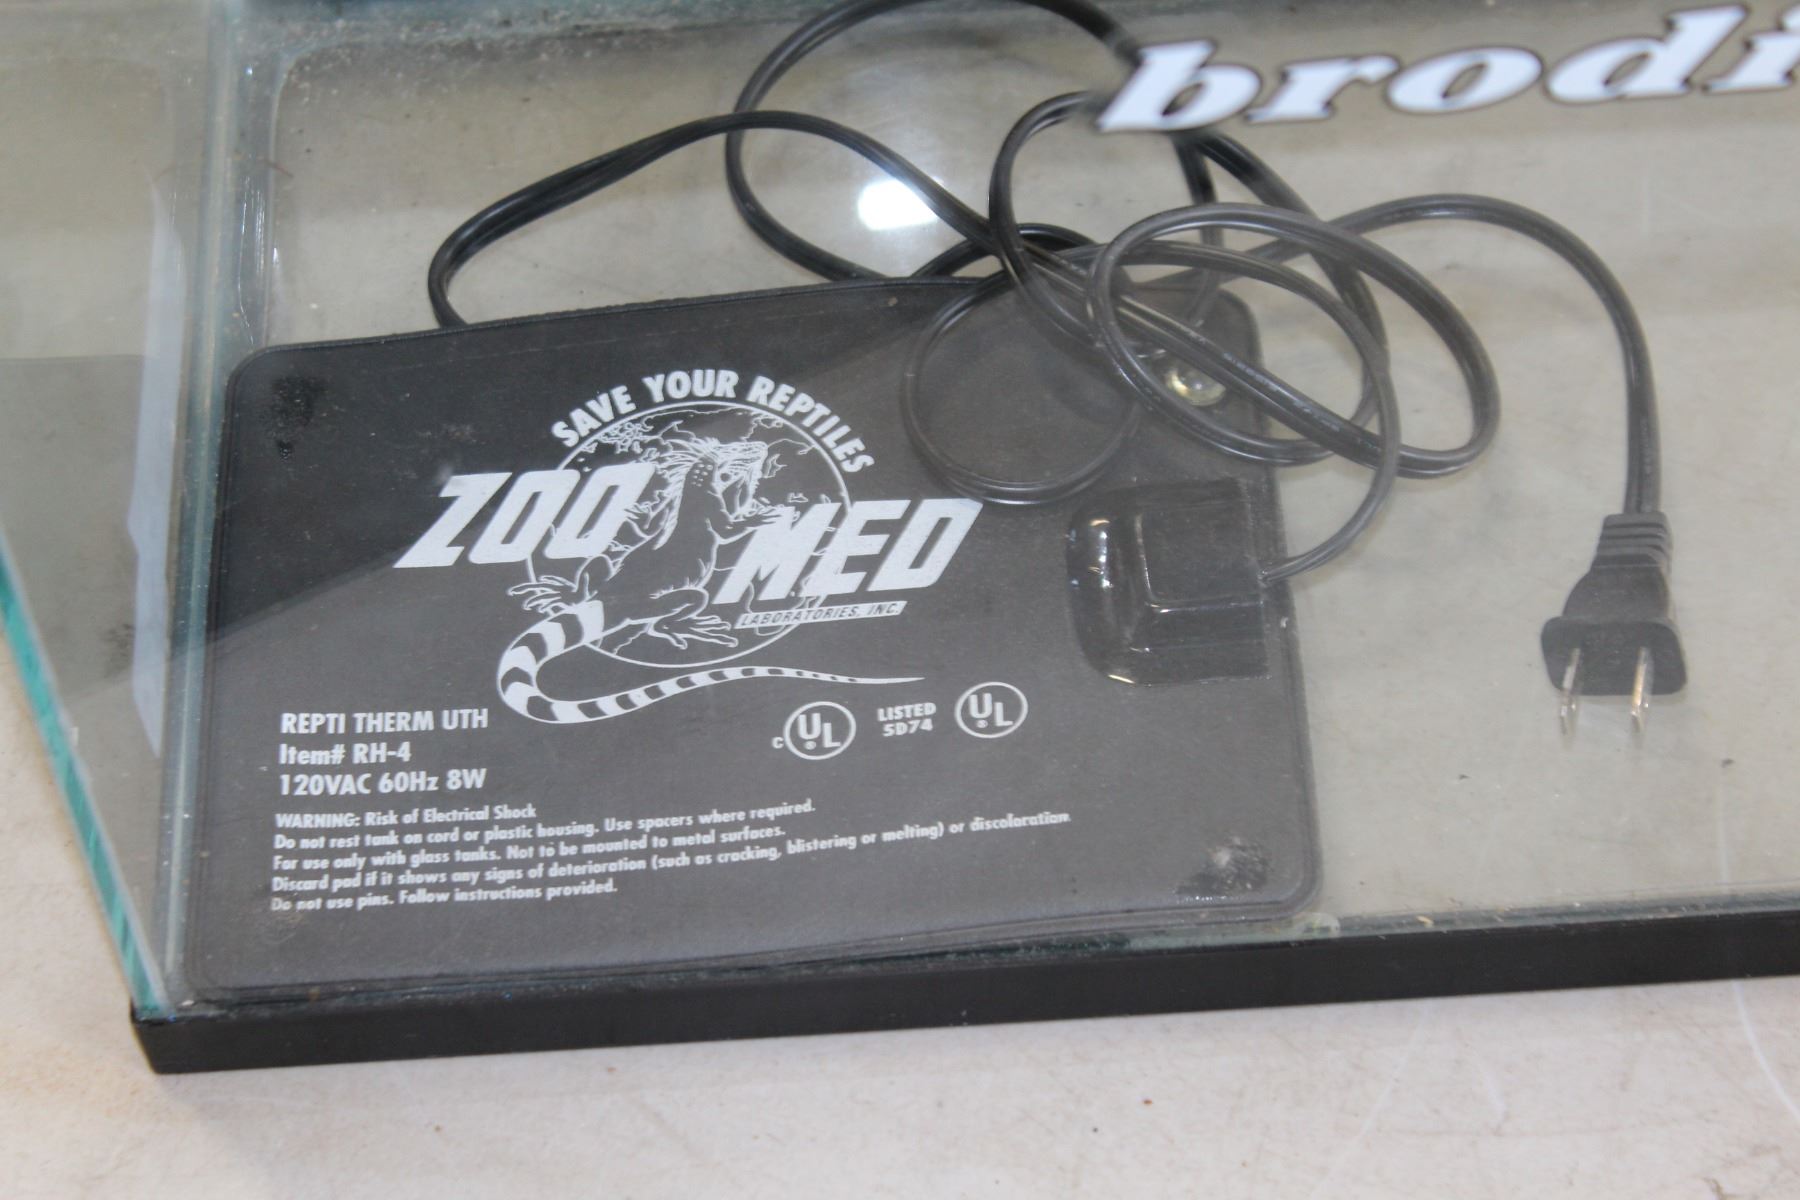 brodi
SAVE YOUR REPTILES
ZOO MED
LABORATORIES, INC.
REPTI THERM UTH
Item# RH-4
120VAC 60Hz 8W
c UL LISTED 5D74 UL
WARNING: Risk of Electrical Shock
Do not rest tank on cord or plastic housing. Use spacers where required.
For use only with glass tanks. Not to be mounted to metal surfaces.
Discard pad if it shows any signs of deterioration (such as cracking, blistering or melting) or discoloration.
Do not use pins. Follow instructions provided.